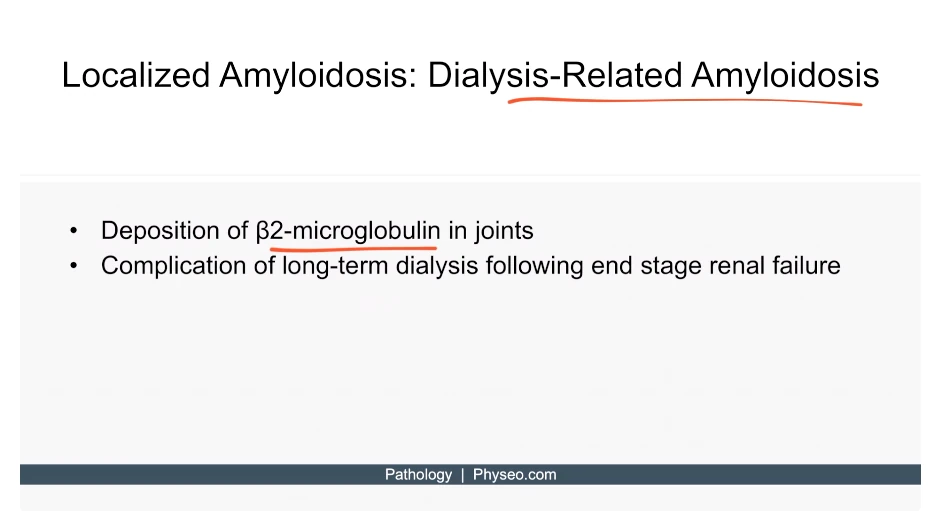 Localized Amyloidosis: Dialysis-Related Amyloidosis
• Deposition of β2-microglobulin in joints
• Complication of long-term dialysis following end stage renal failure
Pathology | Physeo.com